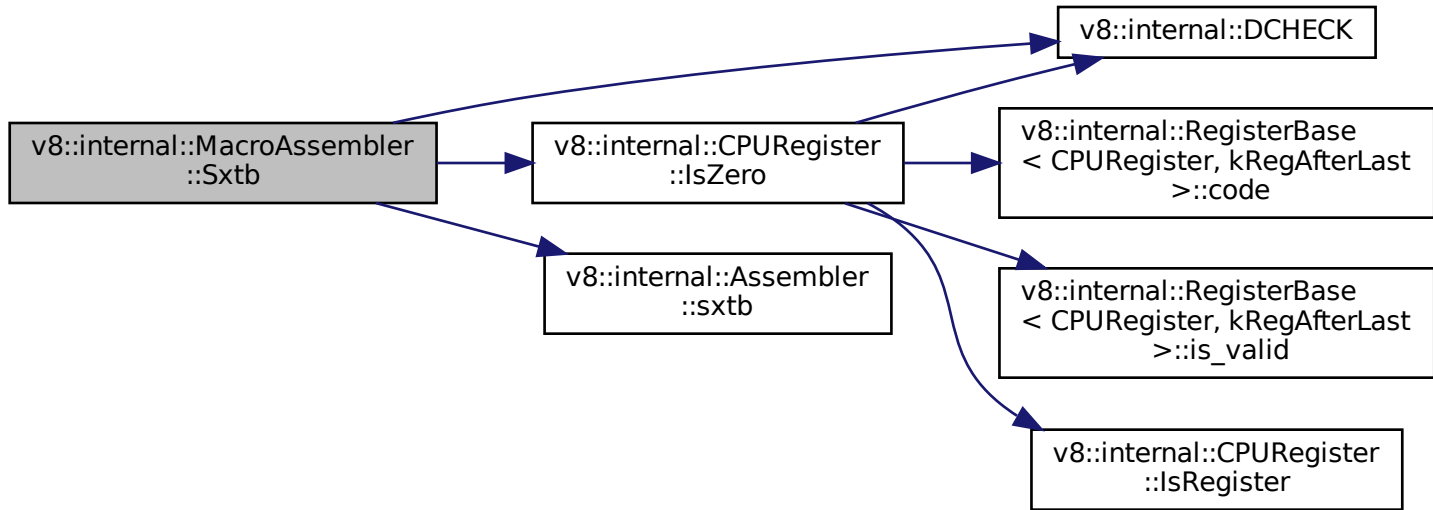 v8::internal::MacroAssembler
::Sxtb
v8::internal::CPURegister
::IsZero
v8::internal::Assembler
::sxtb
v8::internal::DCHECK
v8::internal::RegisterBase
< CPURegister, kRegAfterLast
>::code
v8::internal::RegisterBase
< CPURegister, kRegAfterLast
>::is_valid
v8::internal::CPURegister
::IsRegister